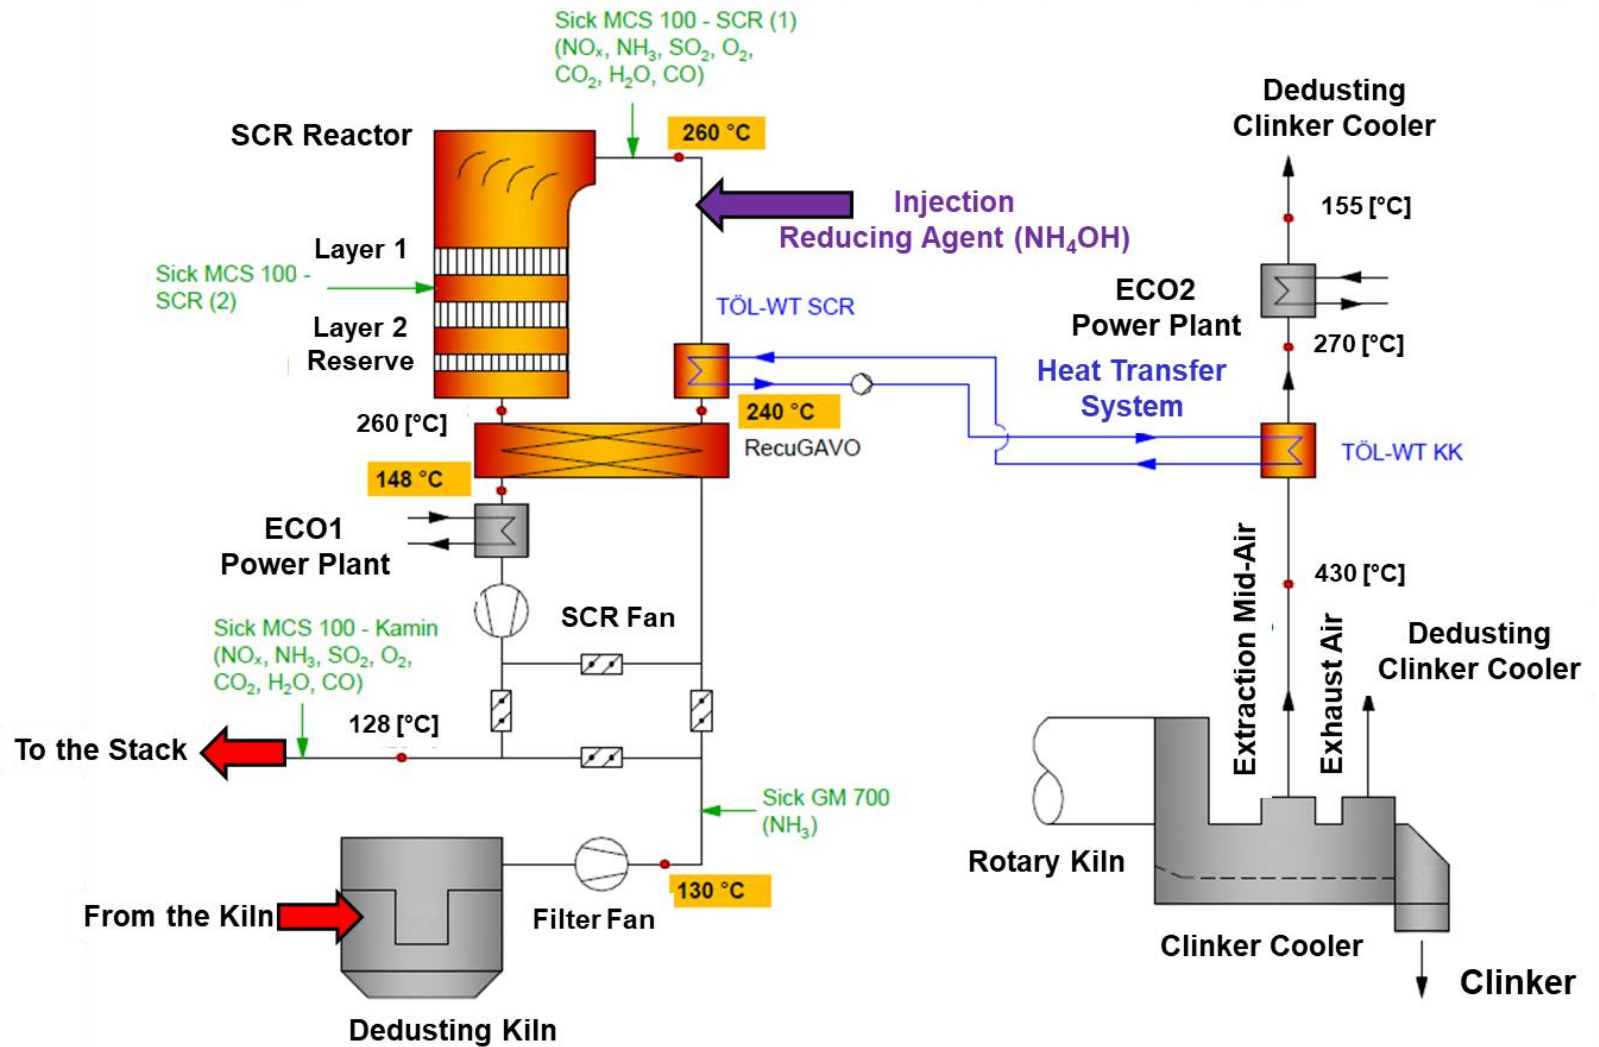 Sick MCS 100 - SCR (1)
(NOₓ, NH₃, SO₂, O₂,
CO₂, H₂O, CO)
SCR Reactor
260 °C
Dedusting
Clinker Cooler
155 [°C]
Injection
Reducing Agent (NH₄OH)
Layer 1
Sick MCS 100 -
SCR (2)
Layer 2
Reserve
TÖL-WT SCR
ECO2
Power Plant
270 [°C]
Heat Transfer
System
260 [°C]
240 °C
RecuGAVO
TÖL-WT KK
148 °C
ECO1
Power Plant
430 [°C]
Extraction Mid-Air
Exhaust Air
Dedusting
Clinker Cooler
SCR Fan
Sick MCS 100 - Kamin
(NOₓ, NH₃, SO₂, O₂,
CO₂, H₂O, CO)
128 [°C]
To the Stack
Sick GM 700
(NH₃)
130 °C
From the Kiln
Filter Fan
Dedusting Kiln
Rotary Kiln
Clinker Cooler
Clinker